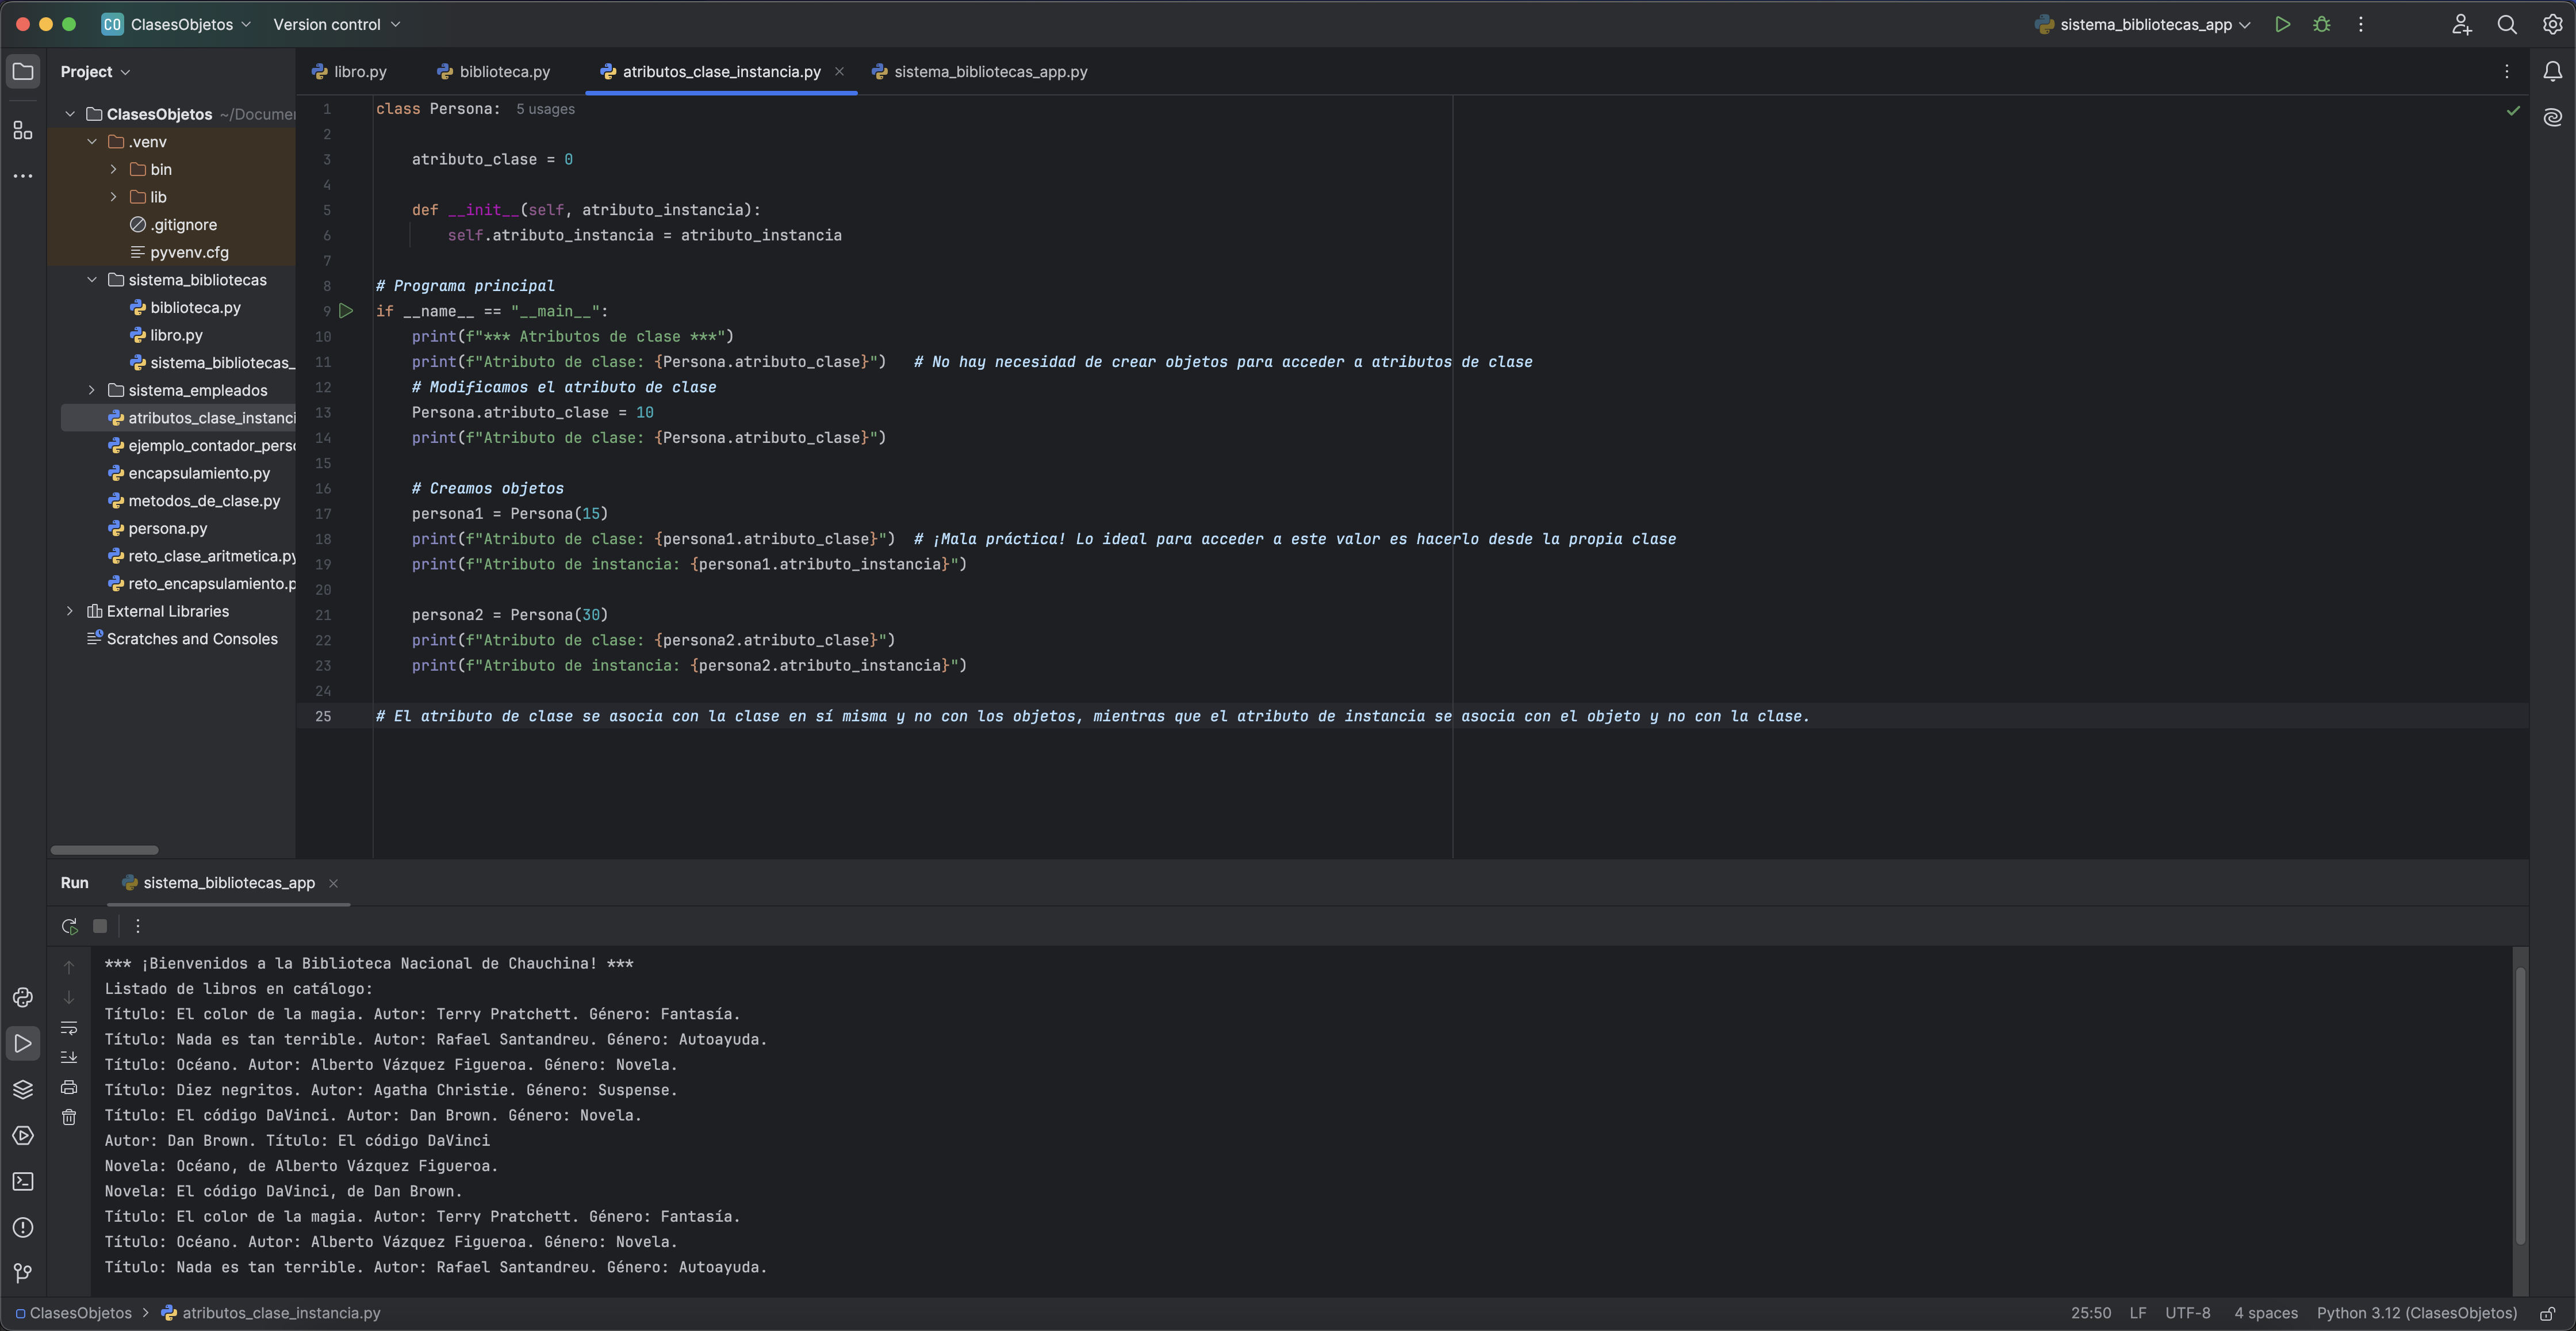 CO ClasesObjetos Version control sistema_bibliotecas_app
Project
ClasesObjetos ~/Documen
.venv
bin
lib
.gitignore
pyvenv.cfg
sistema_bibliotecas
biblioteca.py
libro.py
sistema_bibliotecas_
sistema_empleados
atributos_clase_instanci
ejemplo_contador_perso
encapsulamiento.py
metodos_de_clase.py
persona.py
reto_clase_aritmetica.py
reto_encapsulamiento.p
External Libraries
Scratches and Consoles
libro.py biblioteca.py atributos_clase_instancia.py sistema_bibliotecas_app.py
1 class Persona: 5 usages
2
3 atributo_clase = 0
4
5 def __init__(self, atributo_instancia):
6 self.atributo_instancia = atributo_instancia
7
8 # Programa principal
9 if __name__ == "__main__":
10 print(f"*** Atributos de clase ***")
11 print(f"Atributo de clase: {Persona.atributo_clase}") # No hay necesidad de crear objetos para acceder a atributos de clase
12 # Modificamos el atributo de clase
13 Persona.atributo_clase = 10
14 print(f"Atributo de clase: {Persona.atributo_clase}")
15
16 # Creamos objetos
17 persona1 = Persona(15)
18 print(f"Atributo de clase: {persona1.atributo_clase}") # ¡Mala práctica! Lo ideal para acceder a este valor es hacerlo desde la propia clase
19 print(f"Atributo de instancia: {persona1.atributo_instancia}")
20
21 persona2 = Persona(30)
22 print(f"Atributo de clase: {persona2.atributo_clase}")
23 print(f"Atributo de instancia: {persona2.atributo_instancia}")
24
25 # El atributo de clase se asocia con la clase en sí misma y no con los objetos, mientras que el atributo de instancia se asocia con el objeto y no con la clase.
Run sistema_bibliotecas_app
*** ¡Bienvenidos a la Biblioteca Nacional de Chauchina! ***
Listado de libros en catálogo:
Título: El color de la magia. Autor: Terry Pratchett. Género: Fantasía.
Título: Nada es tan terrible. Autor: Rafael Santandreu. Género: Autoayuda.
Título: Océano. Autor: Alberto Vázquez Figueroa. Género: Novela.
Título: Diez negritos. Autor: Agatha Christie. Género: Suspense.
Título: El código DaVinci. Autor: Dan Brown. Género: Novela.
Autor: Dan Brown. Título: El código DaVinci
Novela: Océano, de Alberto Vázquez Figueroa.
Novela: El código DaVinci, de Dan Brown.
Título: El color de la magia. Autor: Terry Pratchett. Género: Fantasía.
Título: Océano. Autor: Alberto Vázquez Figueroa. Género: Novela.
Título: Nada es tan terrible. Autor: Rafael Santandreu. Género: Autoayuda.
ClasesObjetos > atributos_clase_instancia.py 25:50 LF UTF-8 4 spaces Python 3.12 (ClasesObjetos)